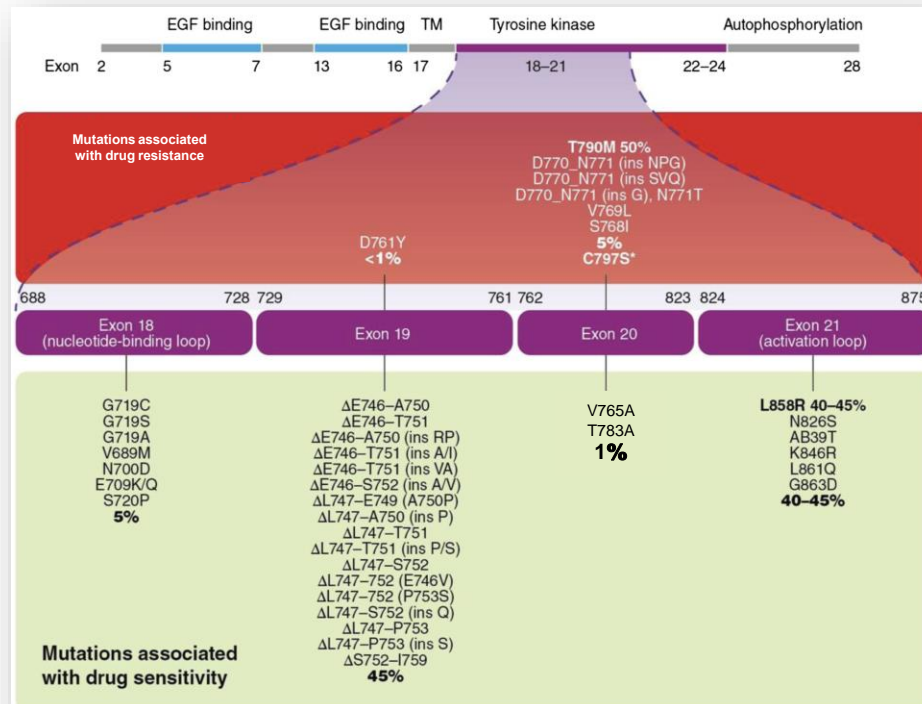 EGF binding EGF binding TM Tyrosine kinase Autophosphorylation
Exon 2 5 7 13 16 17 18–21 22–24 28
Mutations associated
with drug resistance
T790M 50%
D770_N771 (ins NPG)
D770_N771 (ins SVQ)
D770_N771 (ins G), N771T
V769L
S768I
5%
C797S*
D761Y
<1%
688 728 729 761 762 823 824 875
Exon 18
(nucleotide-binding loop)
Exon 19
Exon 20
Exon 21
(activation loop)
G719C
G719S
G719A
V689M
N700D
E709K/Q
S720P
5%
ΔE746–A750
ΔE746–T751
ΔE746–A750 (ins RP)
ΔE746–T751 (ins A/I)
ΔE746–T751 (ins VA)
ΔE746–S752 (ins A/V)
ΔL747–E749 (A750P)
ΔL747–A750 (ins P)
ΔL747–T751
ΔL747–T751 (ins P/S)
ΔL747–S752
ΔL747–752 (E746V)
ΔL747–752 (P753S)
ΔL747–S752 (ins Q)
ΔL747–P753
ΔL747–P753 (ins S)
ΔS752–I759
45%
V765A
T783A
1%
L858R 40–45%
N826S
AB39T
K846R
L861Q
G863D
40–45%
Mutations associated
with drug sensitivity